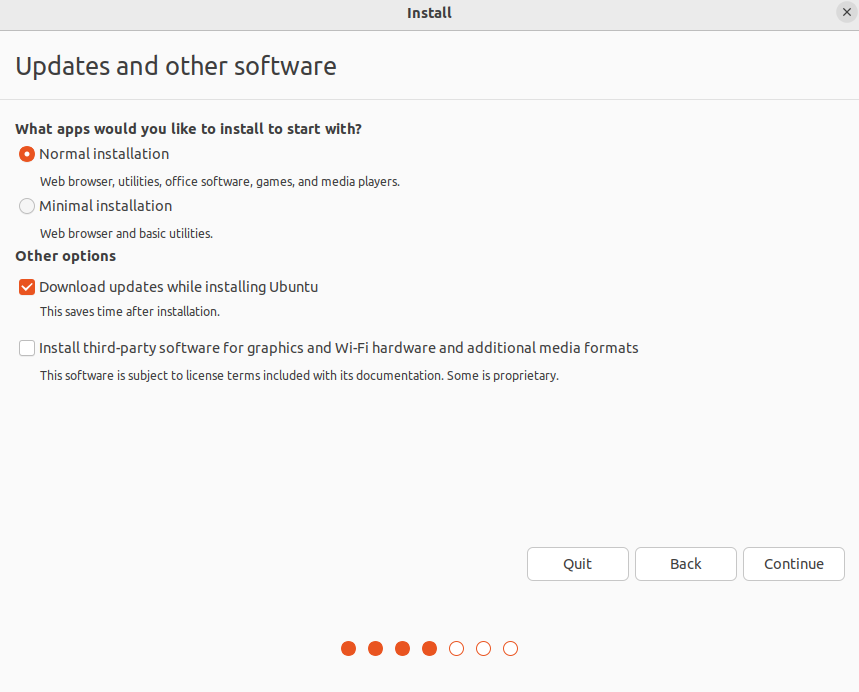 Install
Updates and other software
What apps would you like to install to start with?
Normal installation
Web browser, utilities, office software, games, and media players.
Minimal installation
Web browser and basic utilities.
Other options
Download updates while installing Ubuntu
This saves time after installation.
Install third-party software for graphics and Wi-Fi hardware and additional media formats
This software is subject to license terms included with its documentation. Some is proprietary.
Quit Back Continue